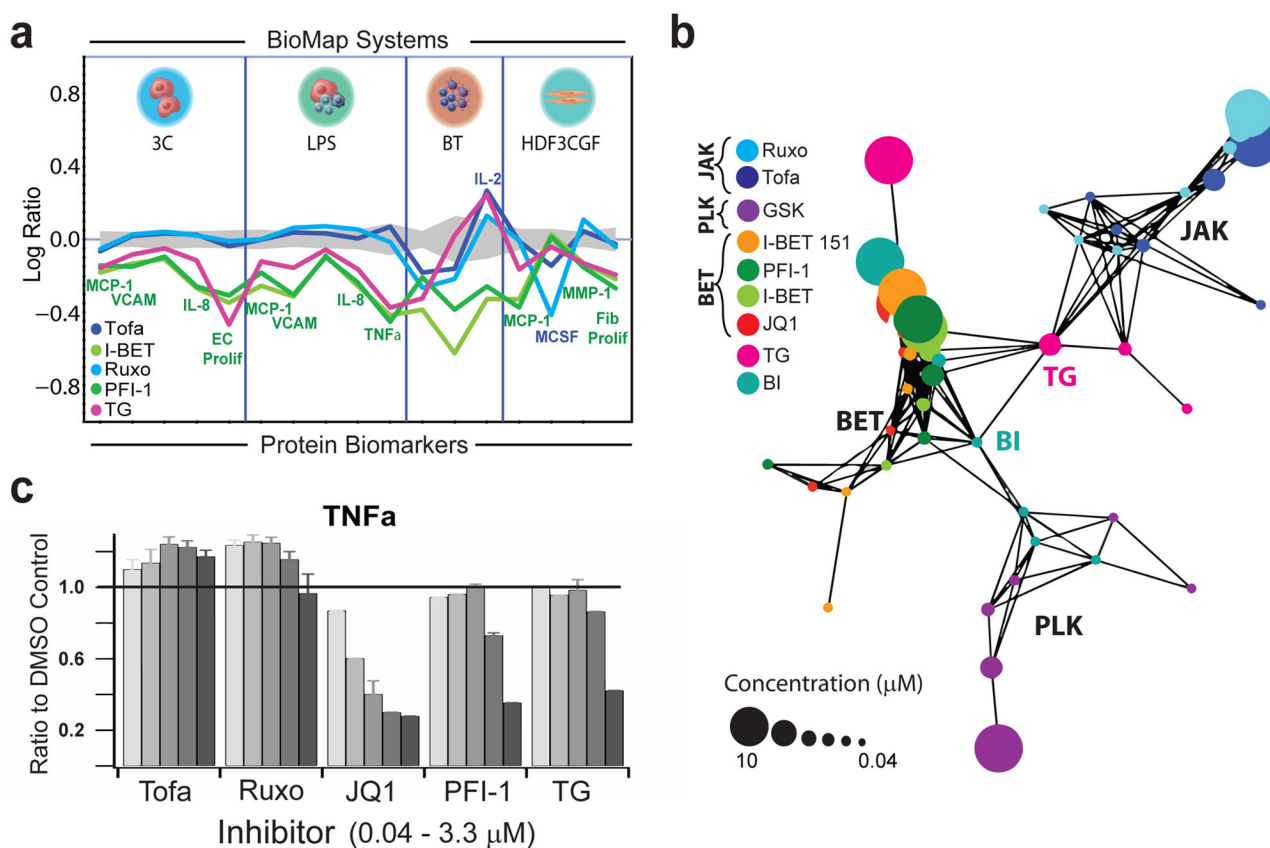 a
BioMap Systems
0.8
0.4
0.0
−0.4
−0.8
Log Ratio
3C
LPS
BT
HDF3CGF
IL-2
MCP-1
VCAM
IL-8
EC
Prolif
MCP-1
VCAM
IL-8
TNFa
MCP-1
MCSF
MMP-1
Fib
Prolif
Tofa
I-BET
Ruxo
PFI-1
TG
Protein Biomarkers
b
JAK
Ruxo
Tofa
PLK
GSK
BET
I-BET 151
PFI-1
I-BET
JQ1
TG
BI
JAK
TG
BET
BI
PLK
Concentration (μM)
10
0.04
c
TNFa
Ratio to DMSO Control
1.0
0.6
0.2
Tofa
Ruxo
JQ1
PFI-1
TG
Inhibitor (0.04 - 3.3 μM)